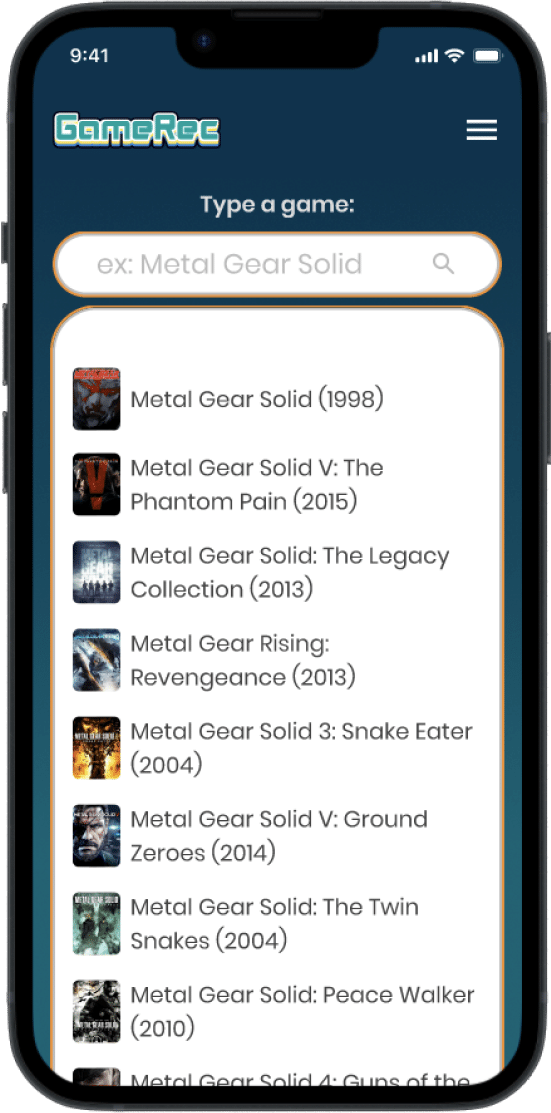 9:41
GameRec
Type a game:
ex: Metal Gear Solid
Metal Gear Solid (1998)
Metal Gear Solid V: The
Phantom Pain (2015)
Metal Gear Solid: The Legacy
Collection (2013)
Metal Gear Rising:
Revengeance (2013)
Metal Gear Solid 3: Snake Eater
(2004)
Metal Gear Solid V: Ground
Zeroes (2014)
Metal Gear Solid: The Twin
Snakes (2004)
Metal Gear Solid: Peace Walker
(2010)
Metal Gear Solid 4: Guns of the